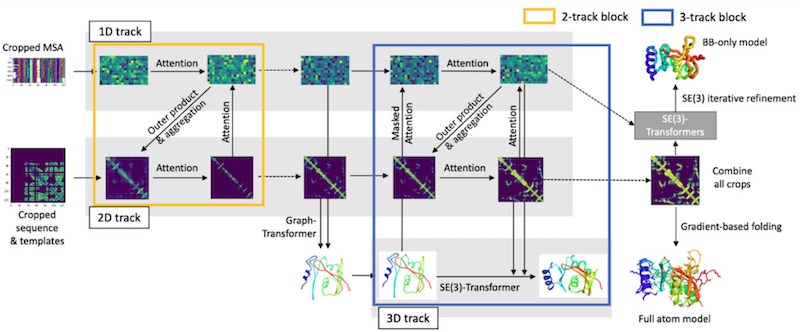 2-track block
3-track block
1D track
Cropped MSA
Attention
Attention
BB-only model
Outer product
& aggregation
Attention
Masked
Attention
Outer product
& aggregation
Attention
SE(3) iterative refinement
SE(3)-
Transformers
Attention
Attention
Combine
all crops
Cropped
sequence
& templates
2D track
Graph-
Transformer
Gradient-based folding
SE(3)-Transformer
3D track
Full atom model